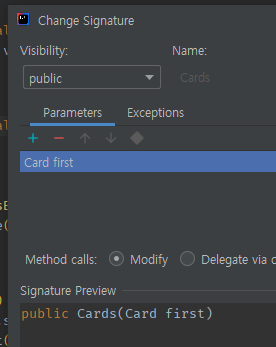 Change Signature
Visibility: Name:
public Cards
Parameters Exceptions
Card first
Method calls: Modify Delegate via
Signature Preview
public Cards(Card first)